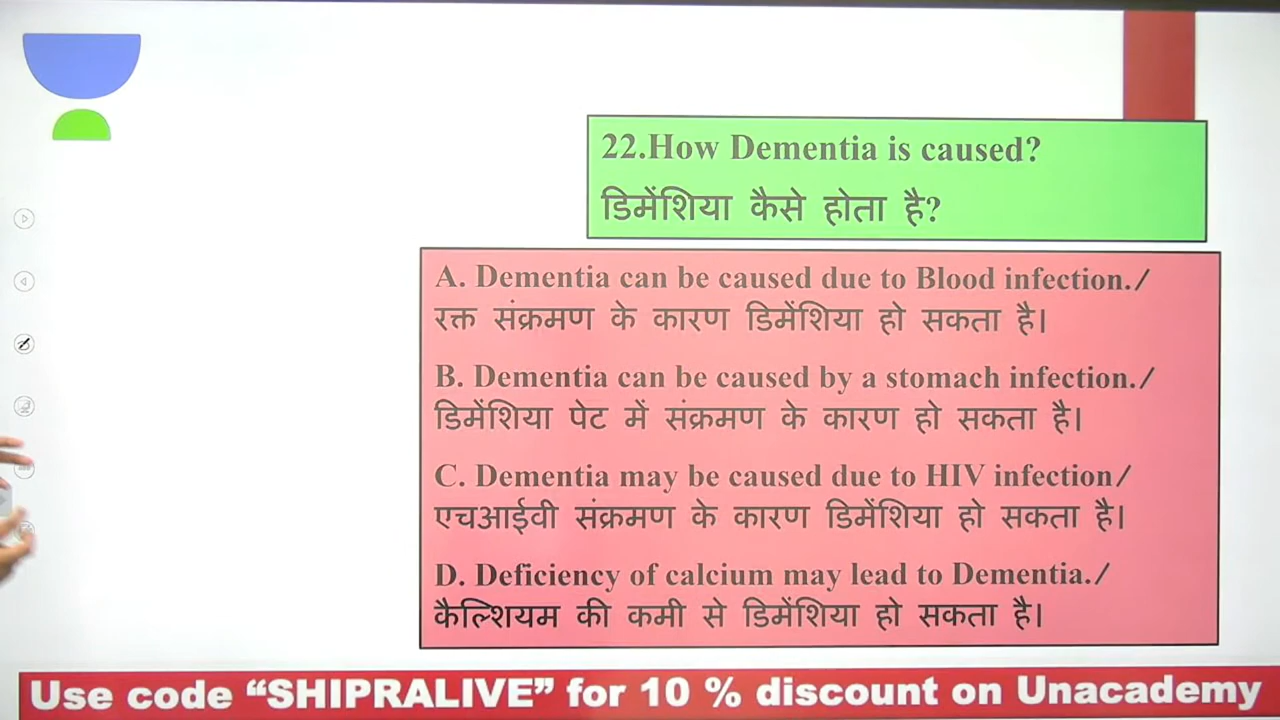 22.How Dementia is caused?
डिमेंशिया कैसे होता है?
A. Dementia can be caused due to Blood infection./
रक्त संक्रमण के कारण डिमेंशिया हो सकता है।
B. Dementia can be caused by a stomach infection./
डिमेंशिया पेट में संक्रमण के कारण हो सकता है।
C. Dementia may be caused due to HIV infection/
एचआईवी संक्रमण के कारण डिमेंशिया हो सकता है।
D. Deficiency of calcium may lead to Dementia./
कैल्शियम की कमी से डिमेंशिया हो सकता है।
Use code “SHIPRALIVE” for 10 % discount on Unacademy